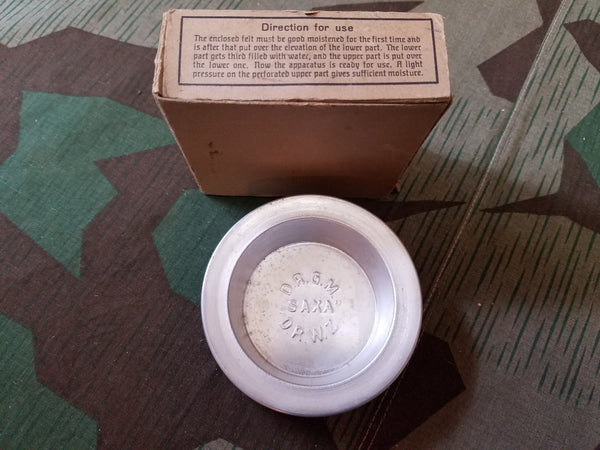 Direction for use
The enclosed felt must be good moistened for the first time and
is after that put over the elevation of the lower part. The lower
part gets third filled with water, and the upper part is put over
the lower one. Now the apparatus is ready for use. A light
pressure on the perforated upper part gives sufficient moisture.
D.R.G.M.
"SAXA"
D R W. Z.